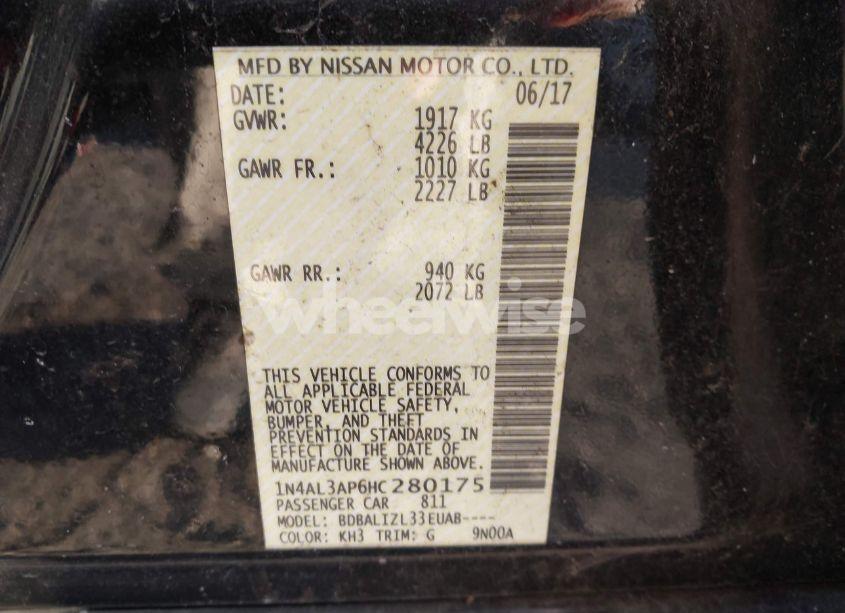 MFD BY NISSAN MOTOR CO., LTD.
DATE: 06/17
GVWR: 1917 KG
4226 LB
GAWR FR.: 1010 KG
2227 LB
GAWR RR.: 940 KG
2072 LB
wheelwise
THIS VEHICLE CONFORMS TO
ALL APPLICABLE FEDERAL
MOTOR VEHICLE SAFETY,
BUMPER, AND THEFT
PREVENTION STANDARDS IN
EFFECT ON THE DATE OF
MANUFACTURE SHOWN ABOVE.
1N4AL3AP6HC280175
PASSENGER CAR 811
MODEL: BDBALIZL33EUAB----
COLOR: KH3 TRIM: G 9N00A